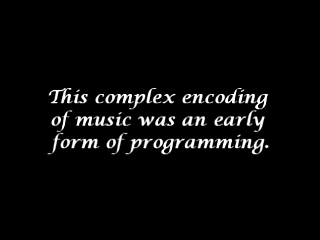 This complex encoding
of music was an early
form of programming.